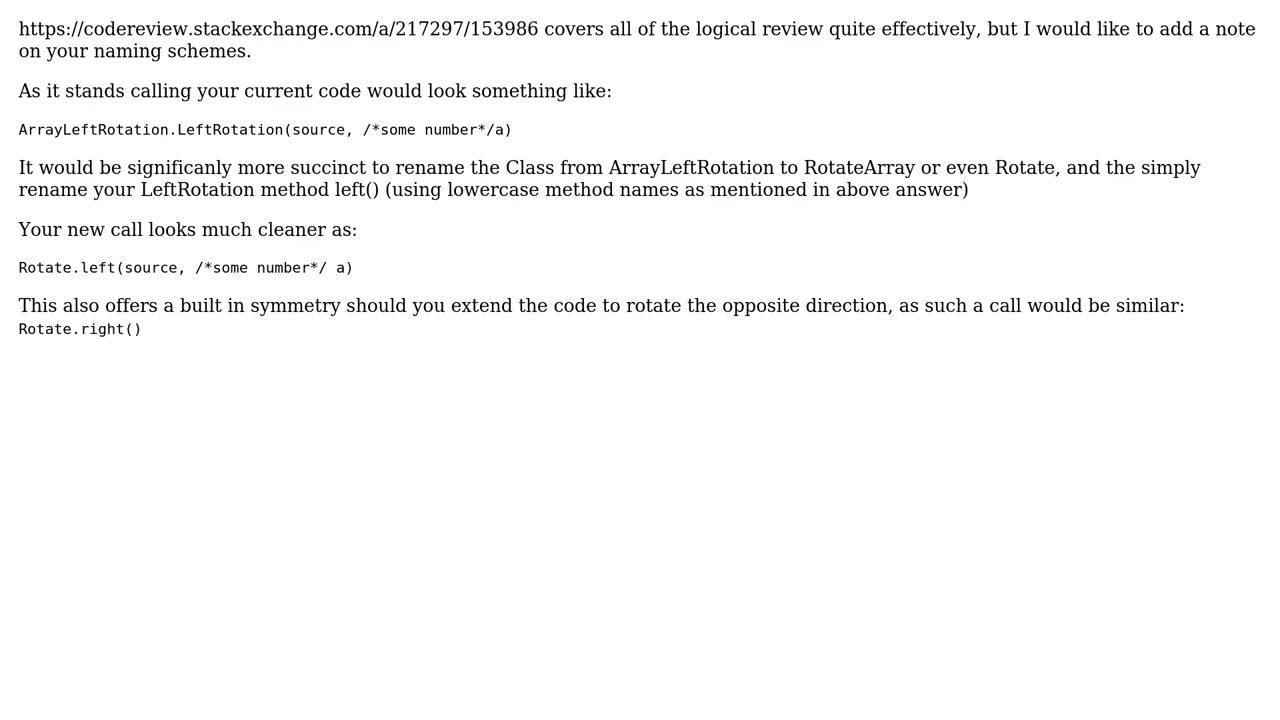 https://codereview.stackexchange.com/a/217297/153986 covers all of the logical review quite effectively, but I would like to add a note
on your naming schemes.
As it stands calling your current code would look something like:
ArrayLeftRotation.LeftRotation(source, /*some number*/a)
It would be significanly more succinct to rename the Class from ArrayLeftRotation to RotateArray or even Rotate, and the simply
rename your LeftRotation method left() (using lowercase method names as mentioned in above answer)
Your new call looks much cleaner as:
Rotate.left(source, /*some number*/ a)
This also offers a built in symmetry should you extend the code to rotate the opposite direction, as such a call would be similar:
Rotate.right()